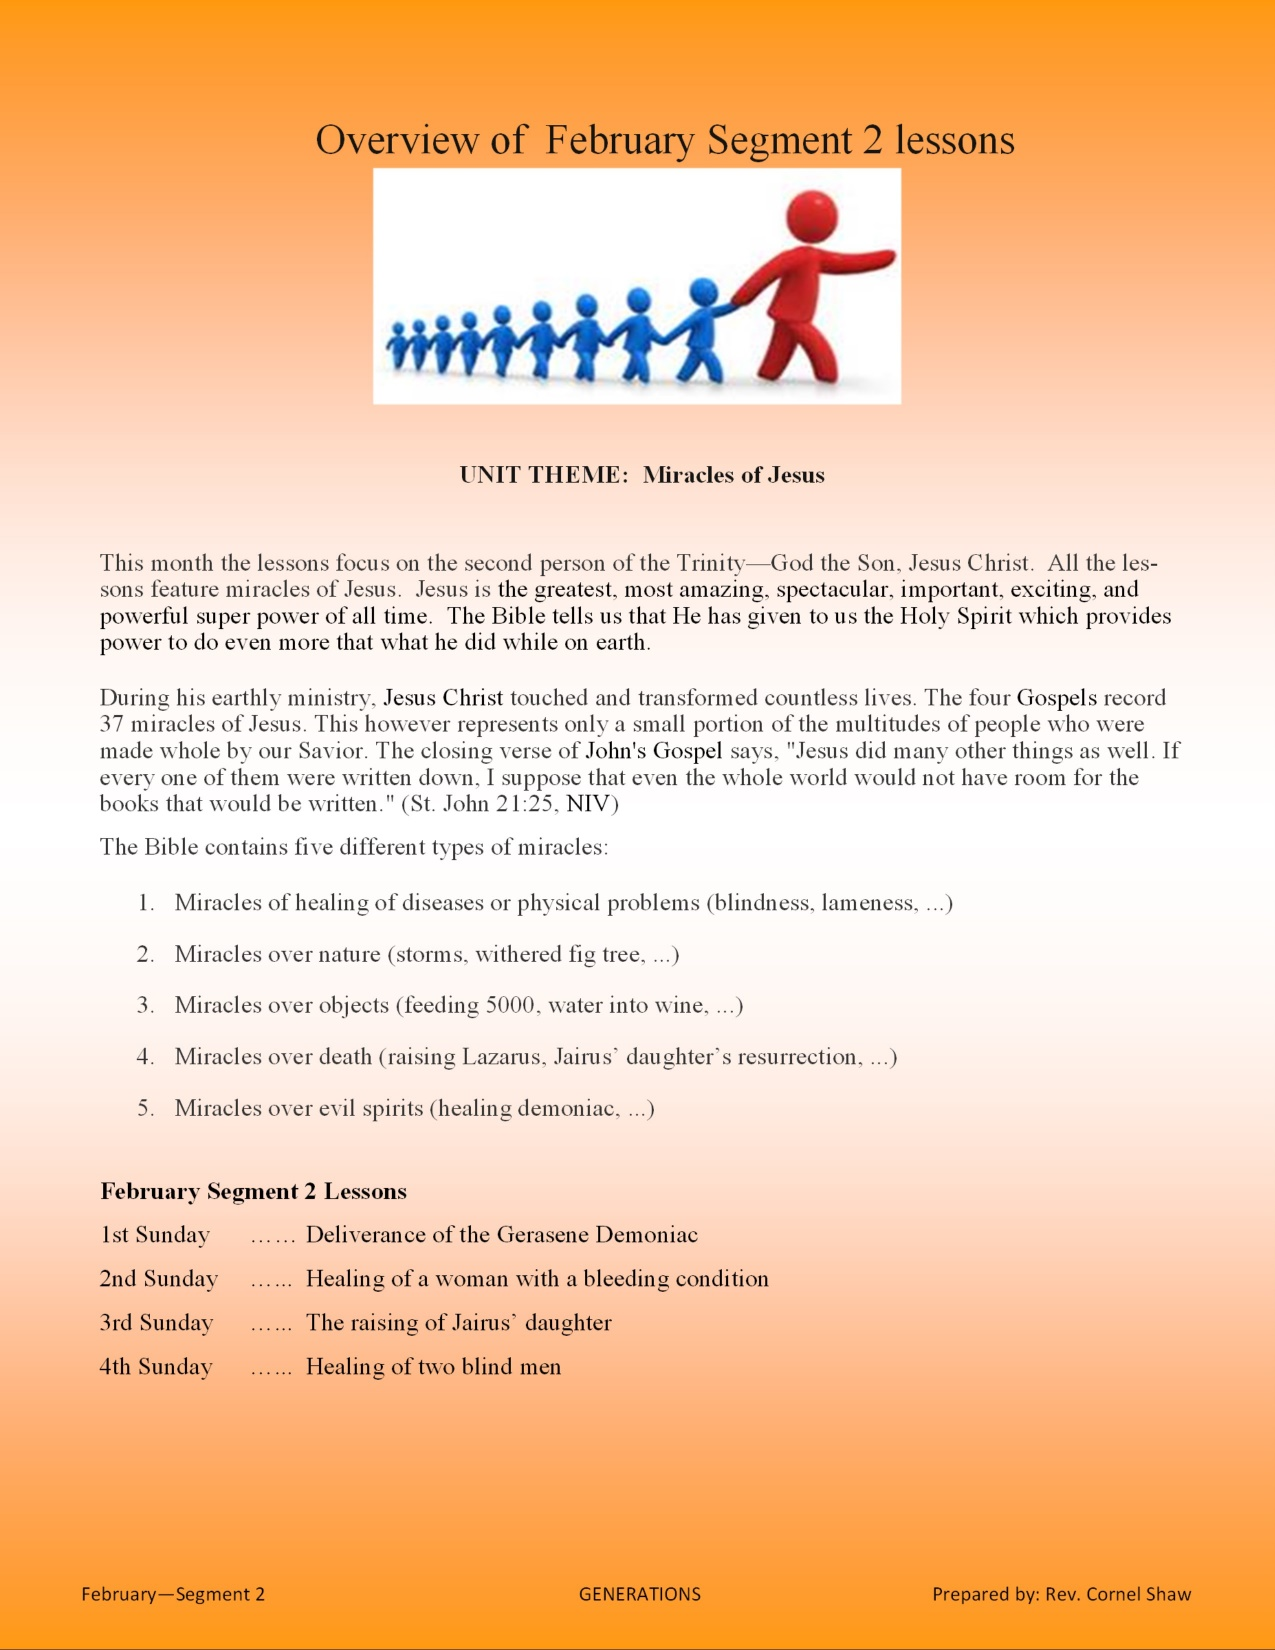 Overview of  February Segment 2 lessons
UNIT THEME:  Miracles of Jesus
This month the lessons focus on the second person of the Trinity—God the Son, Jesus Christ.  All the les-
sons feature miracles of Jesus.  Jesus is the greatest, most amazing, spectacular, important, exciting, and
powerful super power of all time.  The Bible tells us that He has given to us the Holy Spirit which provides
power to do even more that what he did while on earth.
During his earthly ministry, Jesus Christ touched and transformed countless lives. The four Gospels record
37 miracles of Jesus. This however represents only a small portion of the multitudes of people who were
made whole by our Savior. The closing verse of John's Gospel says, "Jesus did many other things as well. If
every one of them were written down, I suppose that even the whole world would not have room for the
books that would be written." (St. John 21:25, NIV)
The Bible contains five different types of miracles:
1. Miracles of healing of diseases or physical problems (blindness, lameness, ...)
2. Miracles over nature (storms, withered fig tree, ...)
3. Miracles over objects (feeding 5000, water into wine, ...)
4. Miracles over death (raising Lazarus, Jairus’ daughter’s resurrection, ...)
5. Miracles over evil spirits (healing demoniac, ...)
February Segment 2 Lessons
1st Sunday …… Deliverance of the Gerasene Demoniac
2nd Sunday …... Healing of a woman with a bleeding condition
3rd Sunday …... The raising of Jairus’ daughter
4th Sunday …... Healing of two blind men
February—Segment 2 GENERATIONS Prepared by: Rev. Cornel Shaw